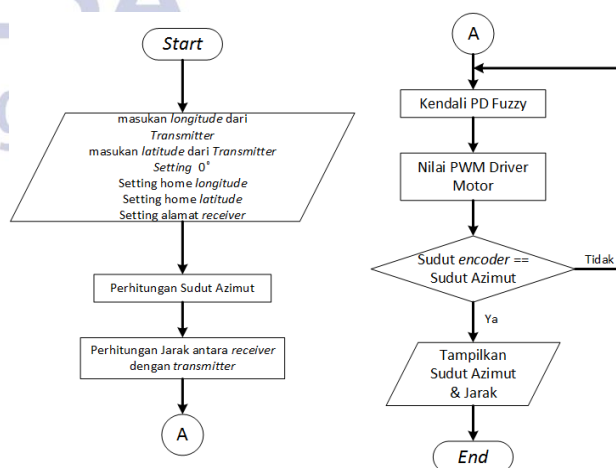 Start
masukan longitude dari
Transmitter
masukan latitude dari Transmitter
Setting 0°
Setting home longitude
Setting home latitude
Setting alamat receiver
Perhitungan Sudut Azimut
Perhitungan Jarak antara receiver
dengan transmitter
A
A
Kendali PD Fuzzy
Nilai PWM Driver
Motor
Sudut encoder ==
Sudut Azimut
Tidak
Ya
Tampilkan
Sudut Azimut
& Jarak
End